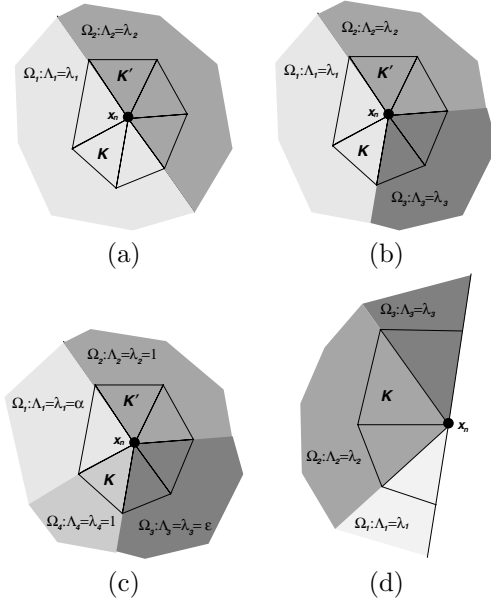 Ω₂:Λ₂=λ₂
Ω₁:Λ₁=λ₁
K′
xₙ
K
(a)
Ω₂:Λ₂=λ₂
Ω₁:Λ₁=λ₁
K′
xₙ
K
Ω₃:Λ₃=λ₃
(b)
Ω₂:Λ₂=λ₂=1
Ω₁:Λ₁=λ₁=α
K′
xₙ
K
Ω₄:Λ₄=λ₄=1
Ω₃:Λ₃=λ₃=ε
(c)
Ω₃:Λ₃=λ₃
K
xₙ
Ω₂:Λ₂=λ₂
Ω₁:Λ₁=λ₁
(d)